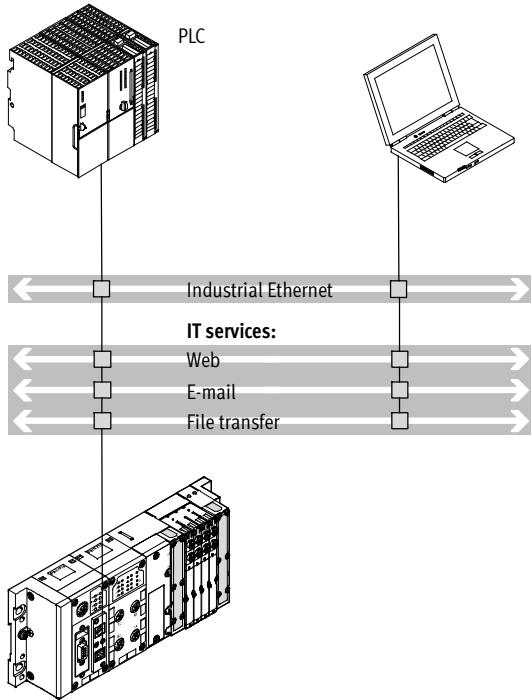 PLC
Industrial Ethernet
IT services:
Web
E-mail
File transfer